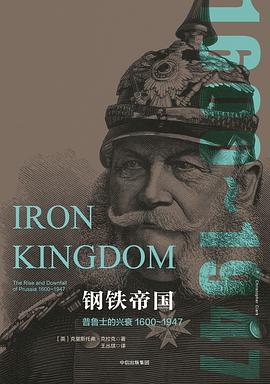 1600~1947
IRON
KINGDOM
The Rise and Downfall
of Prussia 1600~1947
钢铁帝国
普鲁士的兴衰 1600~1947
[英] 克里斯托弗·克拉克 著
王丛琪 译
Christopher Clark
中信出版集团